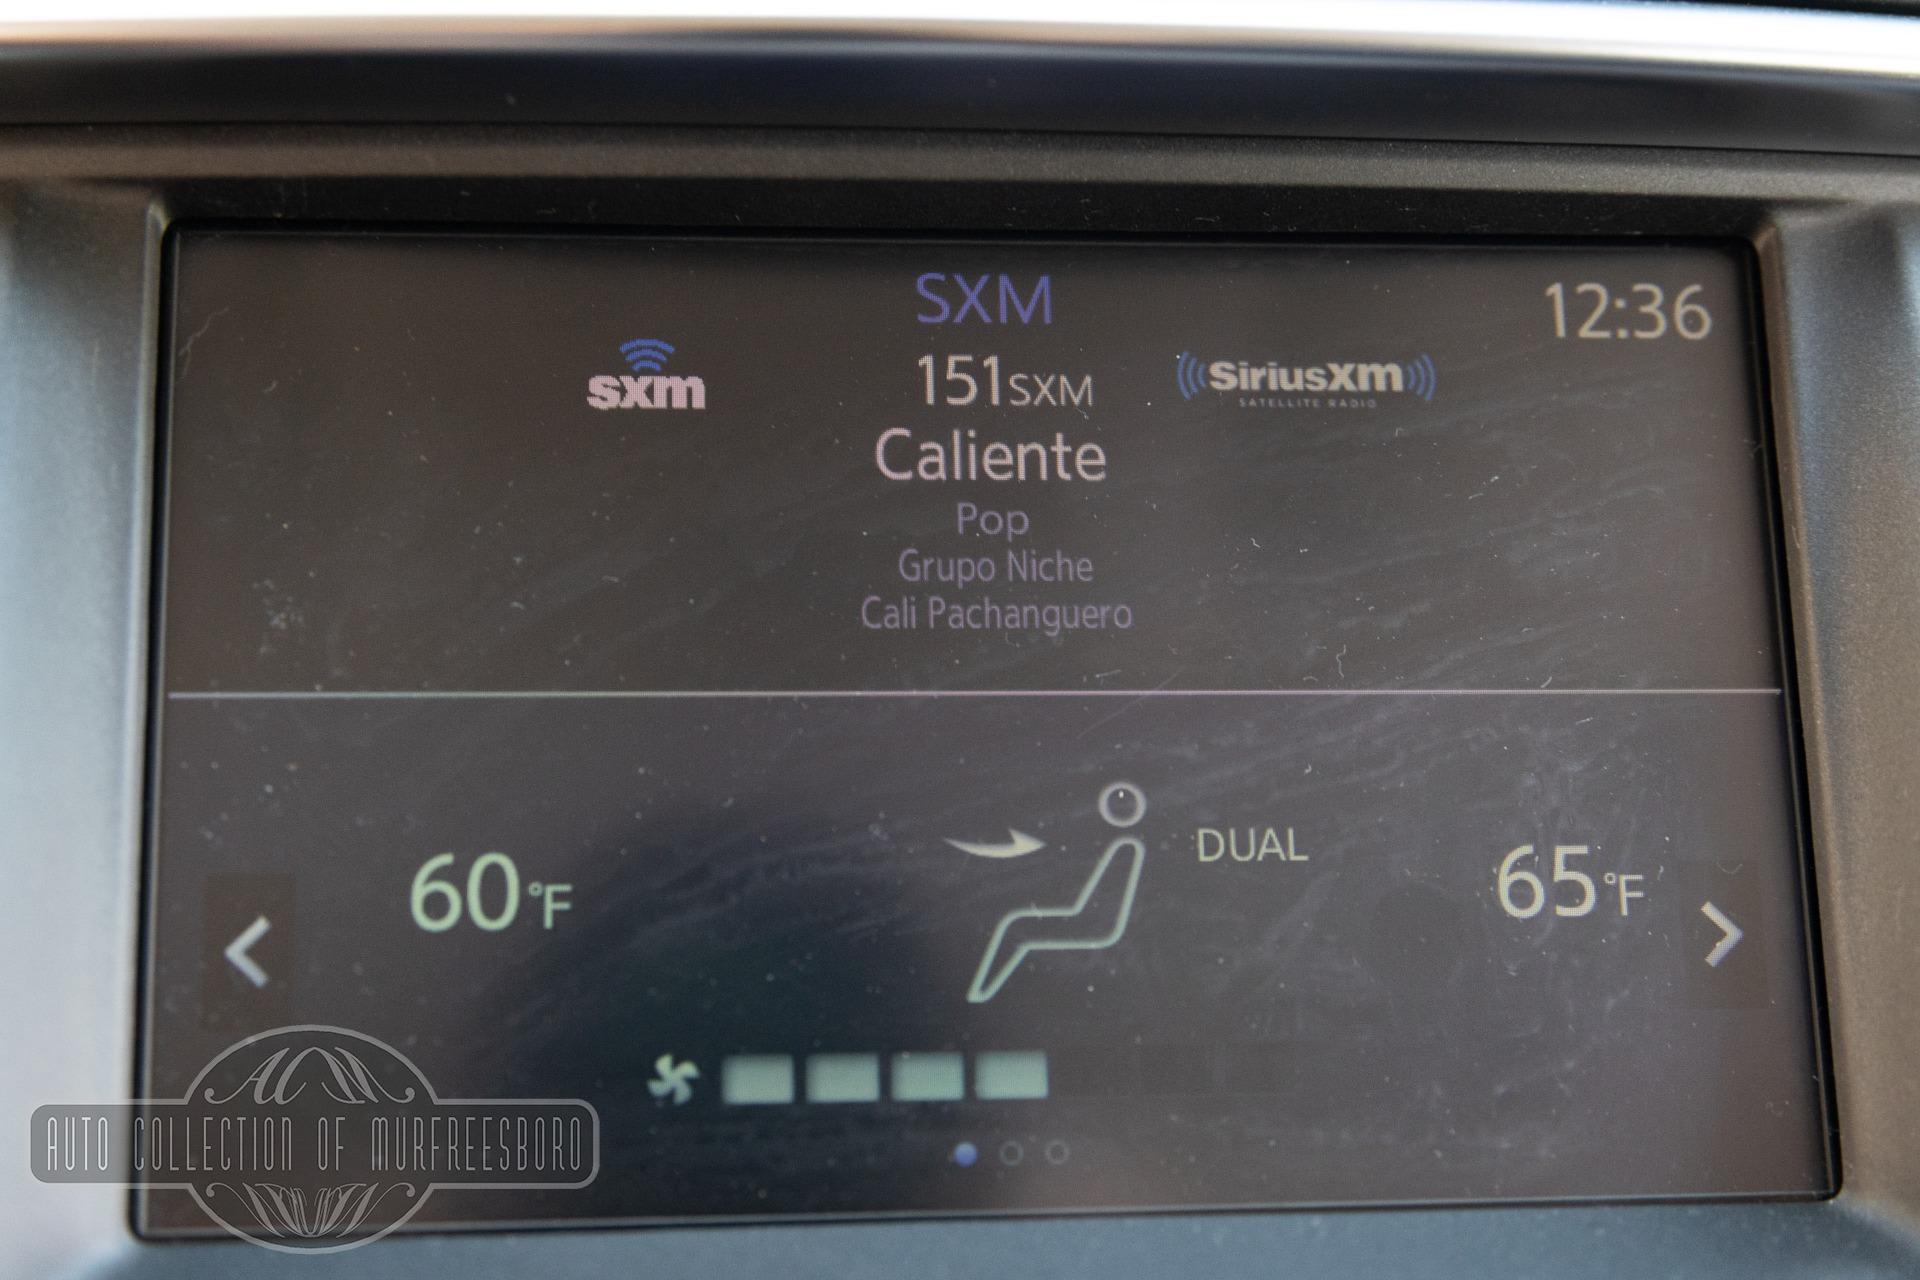 SXM
12:36
sxm
151SXM
SiriusXM
SATELLITE RADIO
Caliente
Pop
Grupo Niche
Cali Pachanguero
60°F
DUAL
65°F
ACM
AUTO COLLECTION OF MURFREESBORO